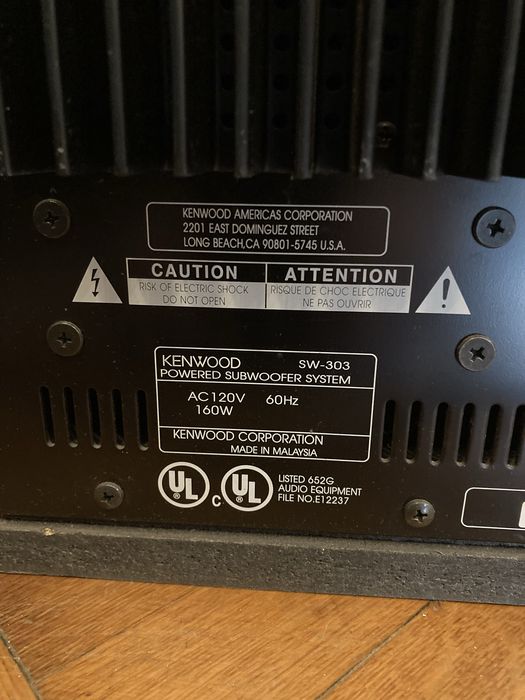 KENWOOD AMERICAS CORPORATION
2201 EAST DOMINGUEZ STREET
LONG BEACH,CA 90801-5745 U.S.A.
CAUTION
RISK OF ELECTRIC SHOCK
DO NOT OPEN
ATTENTION
RISQUE DE CHOC ELECTRIQUE
NE PAS OUVRIR
KENWOOD SW-303
POWERED SUBWOOFER SYSTEM
AC120V 60Hz
160W
KENWOOD CORPORATION
MADE IN MALAYSIA
UL ® C UL ®
LISTED 652G
AUDIO EQUIPMENT
FILE NO.E12237